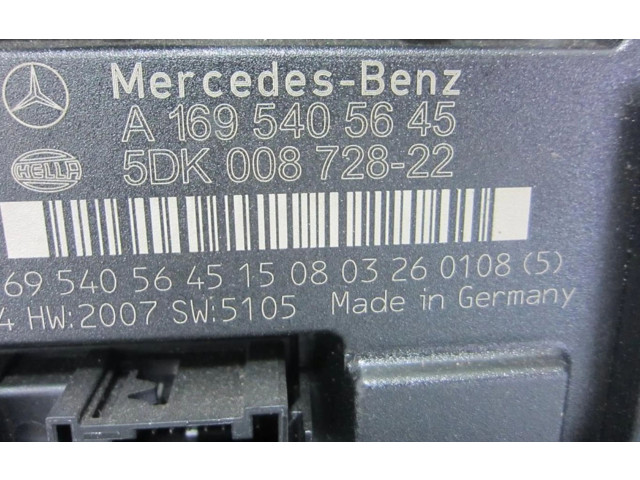 Mercedes-Benz
A 169 540 56 45
HELLA
5DK 008 728-22
69 540 56 45 15 08 03 26 0108 (5)
4 HW:2007 SW:5105 Made in Germany